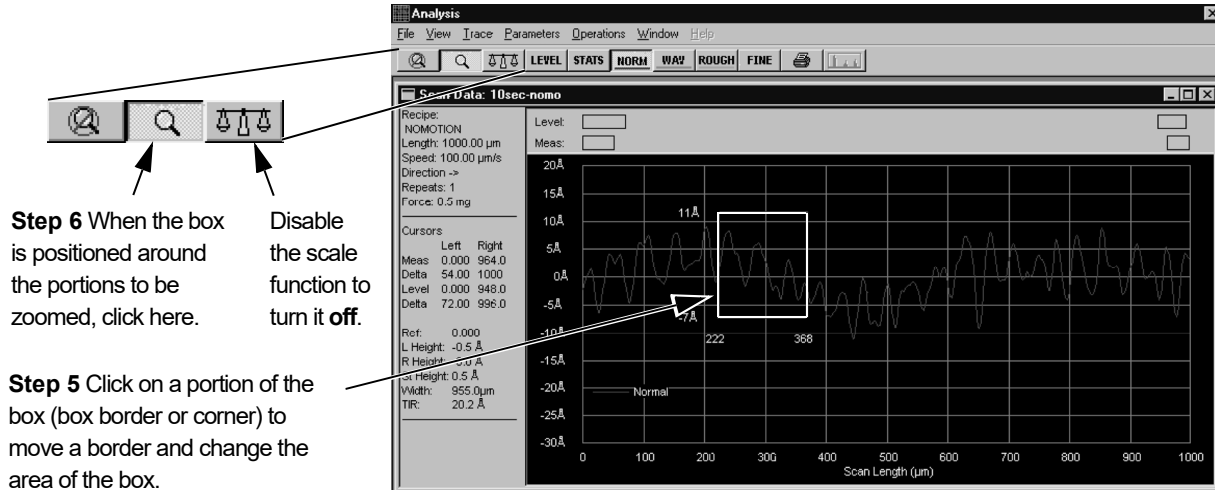 Analysis
File View Trace Parameters Operations Window Help
LEVEL STATS NORM WAV ROUGH FINE
Scan Data: 10sec-nomo
Recipe:
NOMOTION
Length: 1000.00 µm
Speed: 100.00 µm/s
Direction ->
Repeats: 1
Force: 0.5 mg
Cursors
Left Right
Meas 0.000 964.0
Delta 54.00 1000
Level 0.000 948.0
Delta 72.00 996.0
Ref: 0.000
L Height: -0.5 Å
R Height: .0 Å
St Height: 0.5 Å
Width: 955.0µm
TIR: 20.2 Å
Level:
Meas:
20Å
15Å
10Å
5Å
0Å
-5Å
-10Å
-15Å
-20Å
-25Å
-30Å
11Å
-7Å
222 368
Normal
0 100 200 300 400 500 600 700 800 900 1000
Scan Length (µm)
Step 6 When the box
is positioned around
the portions to be
zoomed, click here.
Disable
the scale
function to
turn it off.
Step 5 Click on a portion of the
box (box border or corner) to
move a border and change the
area of the box.